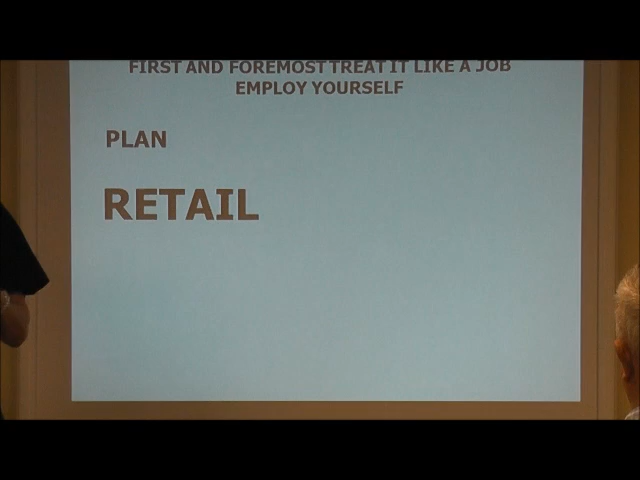 FIRST AND FOREMOST TREAT IT LIKE A JOB
EMPLOY YOURSELF
PLAN
RETAIL